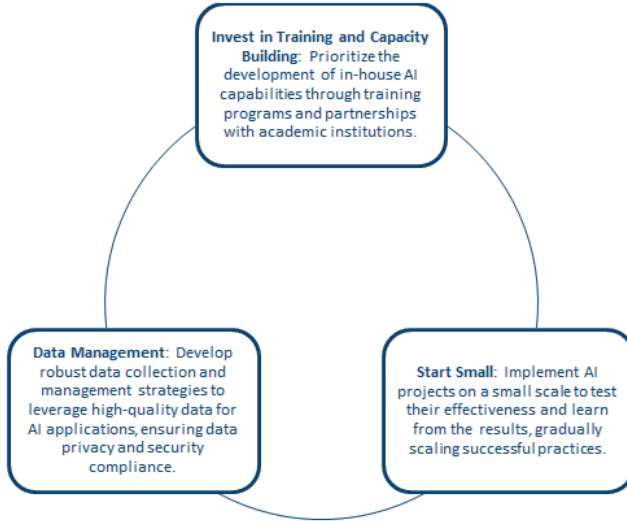 Invest in Training and Capacity
Building: Prioritize the
development of in-house AI
capabilities through training
programs and partnerships
with academic institutions.
Data Management: Develop
robust data collection and
management strategies to
leverage high-quality data for
AI applications, ensuring data
privacy and security
compliance.
Start Small: Implement AI
projects on a small scale to test
their effectiveness and learn
from the results, gradually
scaling successful practices.